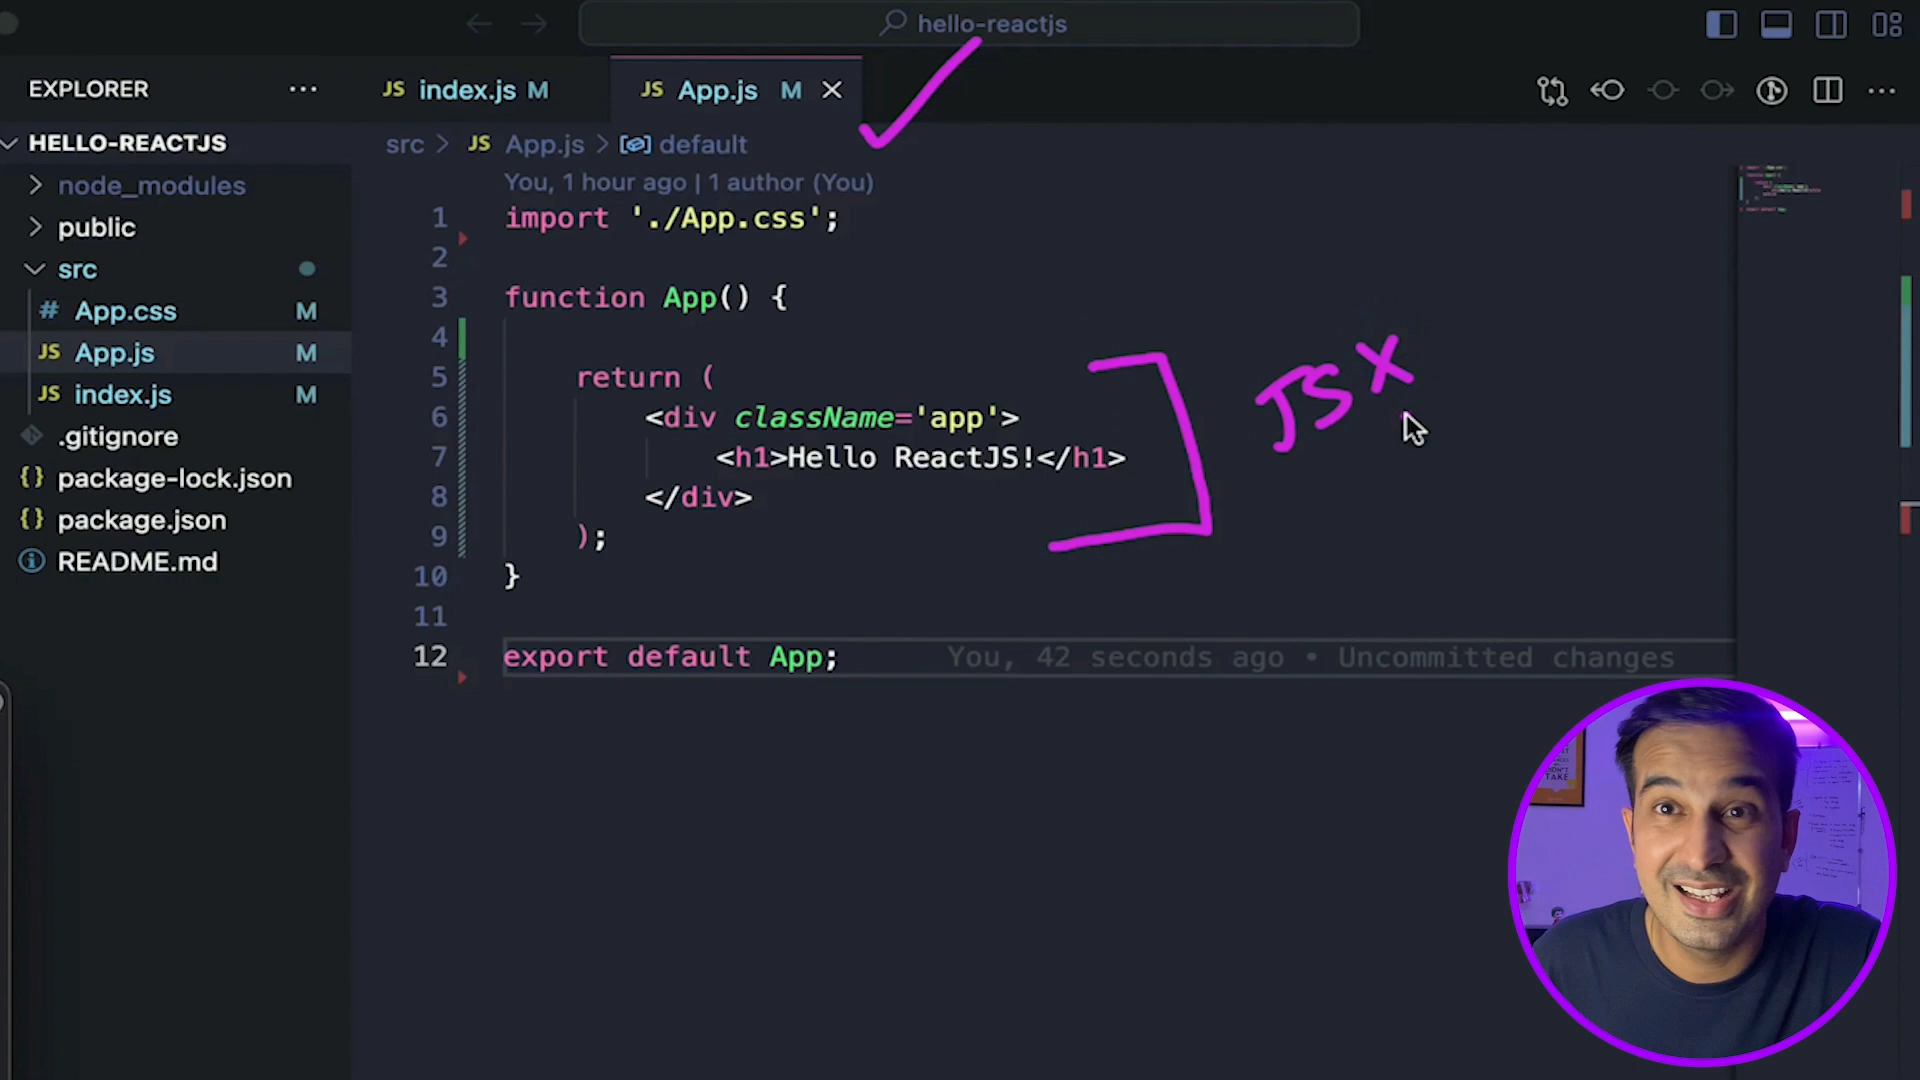 hello-reactjs
EXPLORER
JS index.js M
JS App.js M
HELLO-REACTJS
src > JS App.js > default
node_modules
public
src
# App.css M
JS App.js M
JS index.js M
.gitignore
{} package-lock.json
{} package.json
README.md
You, 1 hour ago | 1 author (You)
1 import './App.css';
2
3 function App() {
4
5 return (
6 <div className='app'>
7 <h1>Hello ReactJS!</h1>
8 </div>
9 );
10 }
11
12 export default App; You, 42 seconds ago • Uncommitted changes
JSX
DIDN'T
TAKE